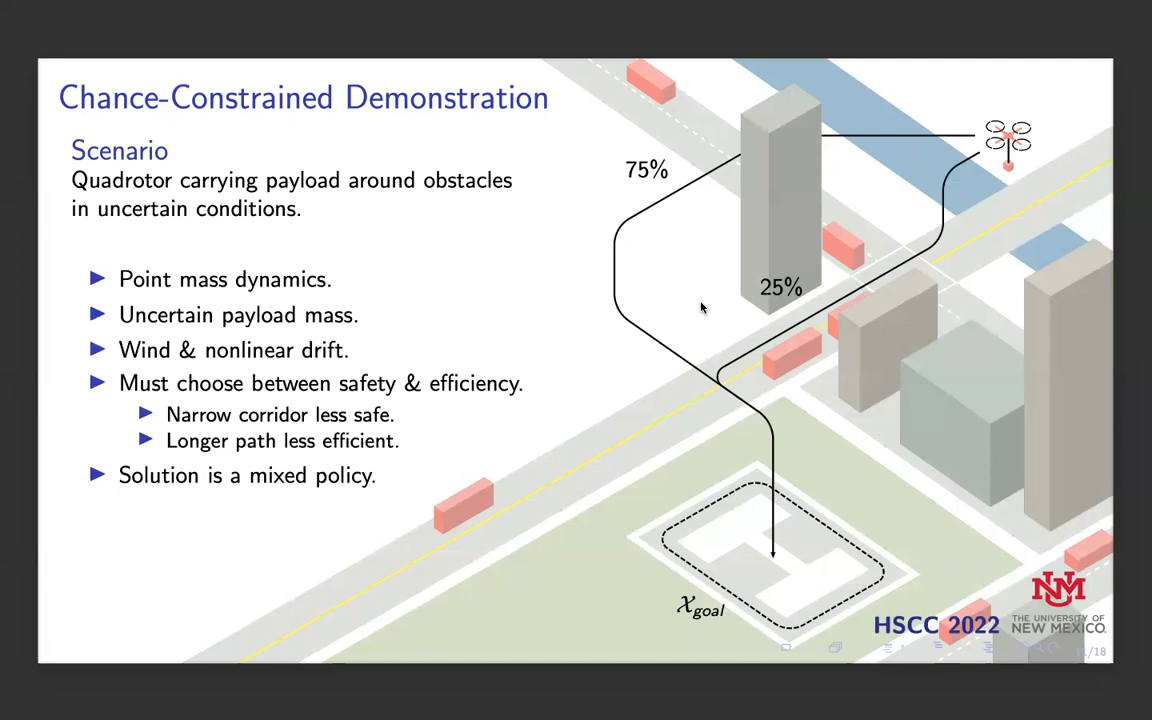 Chance-Constrained Demonstration
Scenario
Quadrotor carrying payload around obstacles
in uncertain conditions.
Point mass dynamics.
Uncertain payload mass.
Wind & nonlinear drift.
Must choose between safety & efficiency.
Narrow corridor less safe.
Longer path less efficient.
Solution is a mixed policy.
75%
25%
H
𝒳goal
HSCC 2022
NM
THE UNIVERSITY OF
NEW MEXICO.
/18